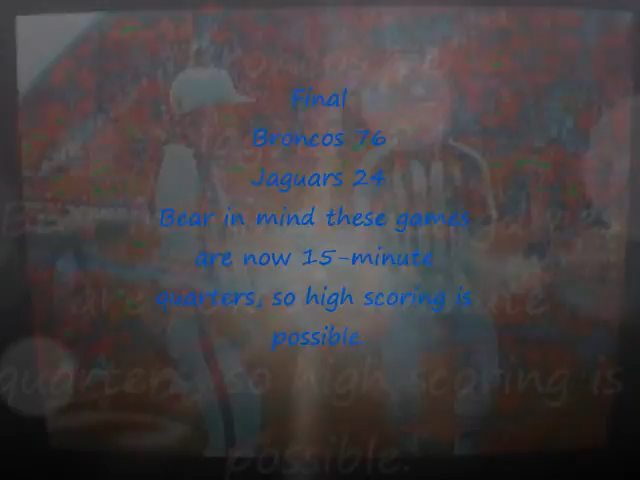 Final
Broncos 76
Jaguars 24
Bear in mind these games
are now 15-minute
quarters, so high scoring is
possible.